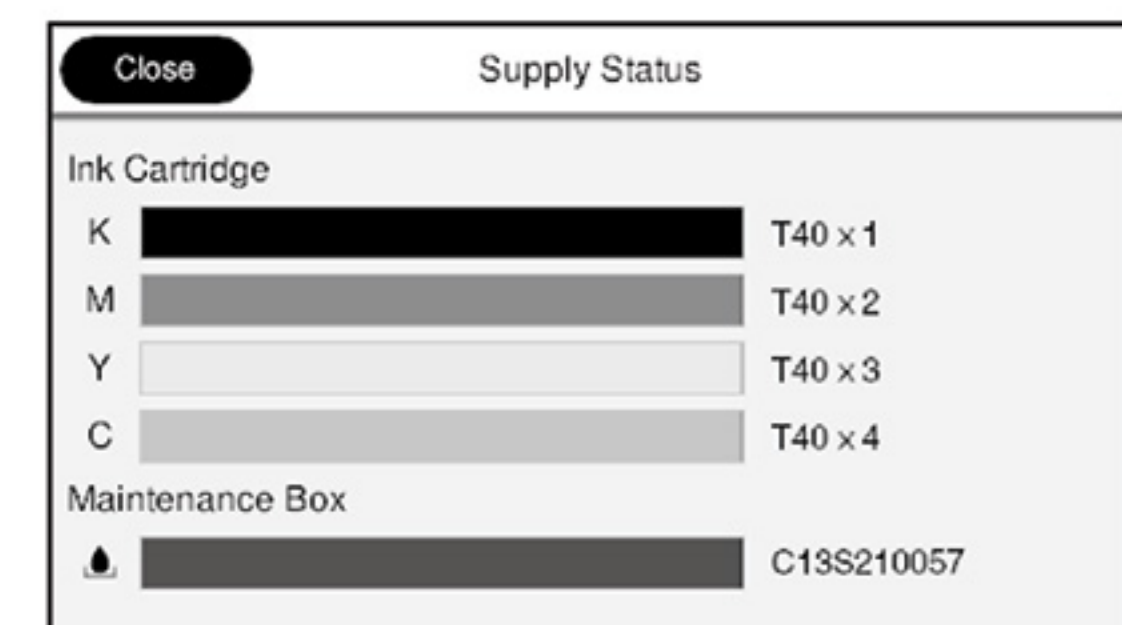 Close
Supply Status
Ink Cartridge
K T40 x 1
M T40 x 2
Y T40 x 3
C T40 x 4
Maintenance Box
C13S210057